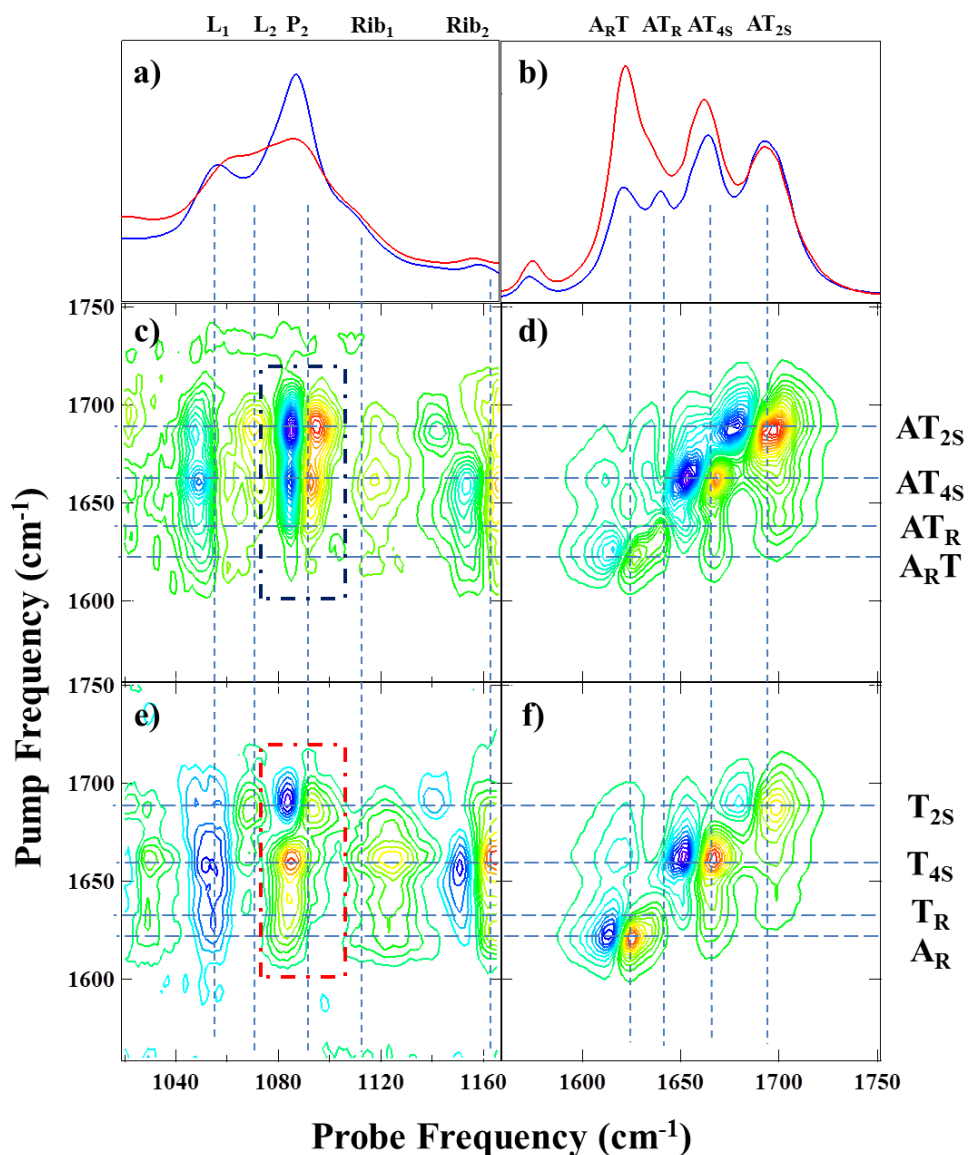 L₁ L₂ P₂ Rib₁ Rib₂ AᴿT ATᴿ AT₄S AT₂S
a) b)
1750
c) d)
1700
AT₂S
AT₄S
1650
ATᴿ
AᴿT
1600
Pump Frequency (cm⁻¹)
1750
e) f)
1700
T₂S
T₄S
1650
Tᴿ
Aᴿ
1600
1040 1080 1120 1160 1600 1650 1700 1750
Probe Frequency (cm⁻¹)